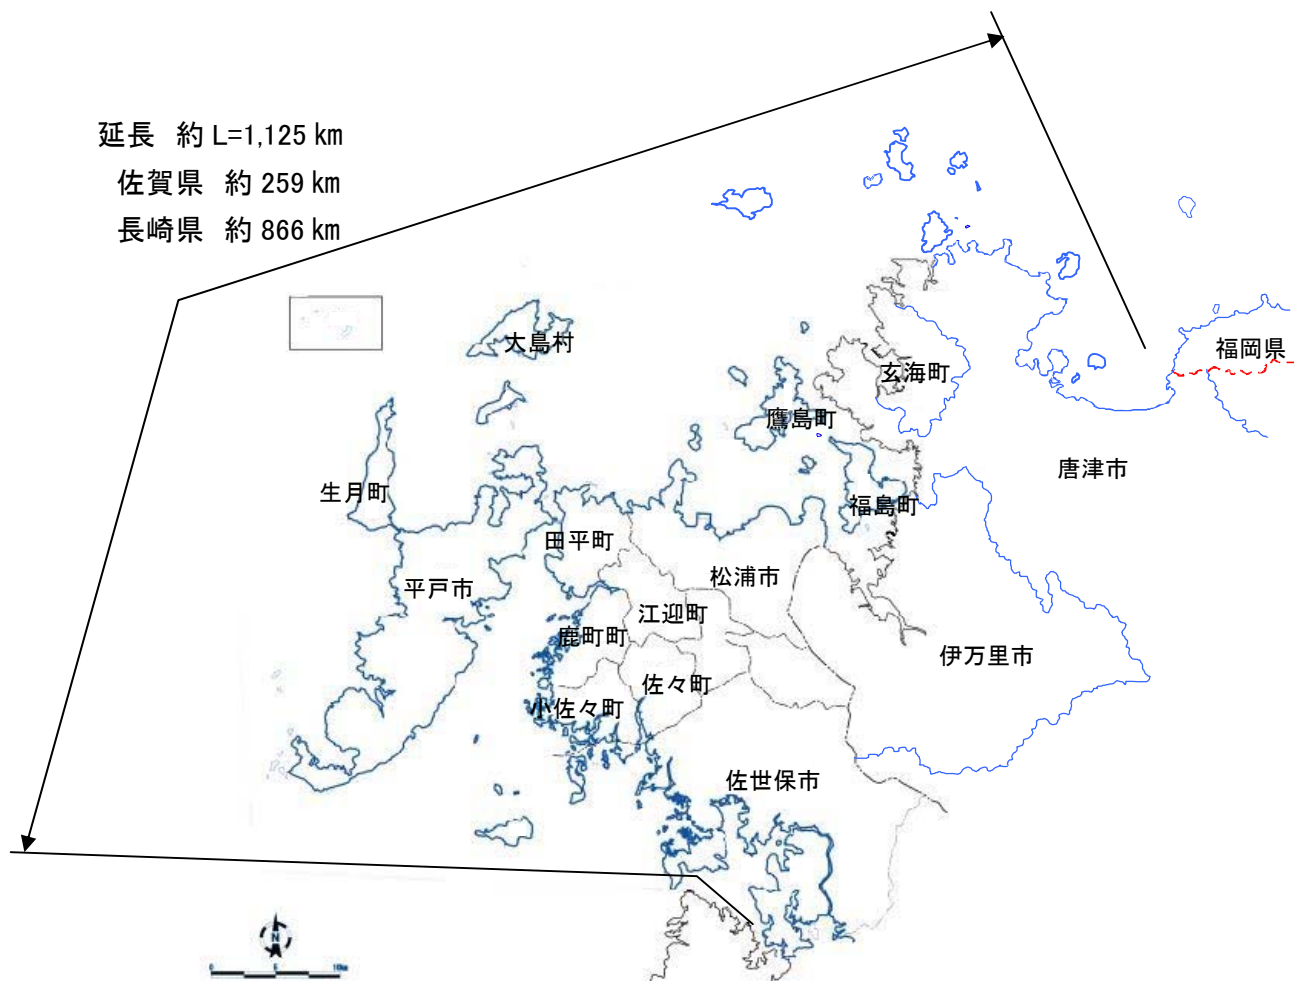 延長 約 L=1,125 km
佐賀県 約 259 km
長崎県 約 866 km
大島村
福岡県
玄海町
鷹島町
唐津市
生月町
福島町
田平町
松浦市
平戸市
江迎町
鹿町町
伊万里市
佐々町
小佐々町
佐世保市
N
0 5 10km